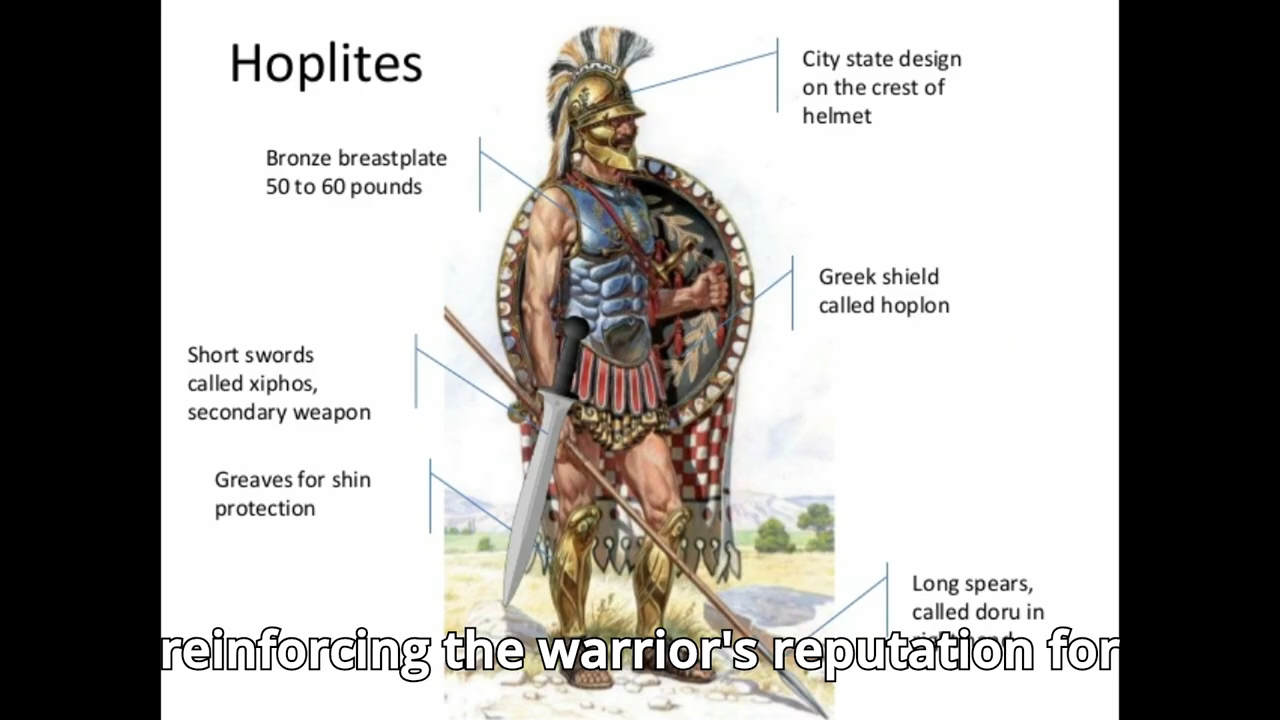 Hoplites
City state design
on the crest of
helmet
Bronze breastplate
50 to 60 pounds
Greek shield
called hoplon
Short swords
called xiphos,
secondary weapon
Greaves for shin
protection
Long spears,
called doru in
reinforcing the warrior's reputation for